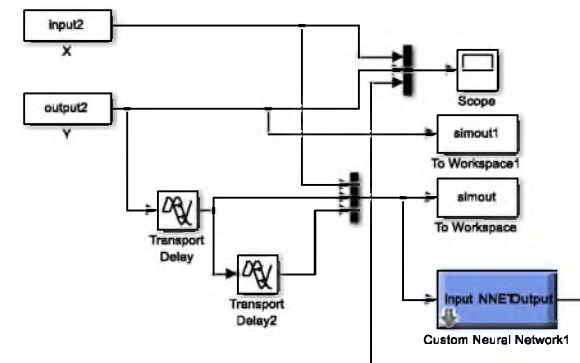 input2
X
Scope
output2
Y
simout1
To Workspace1
simout
To Workspace
Transport
Delay
Transport
Delay2
Input NNET Output
Custom Neural Network1